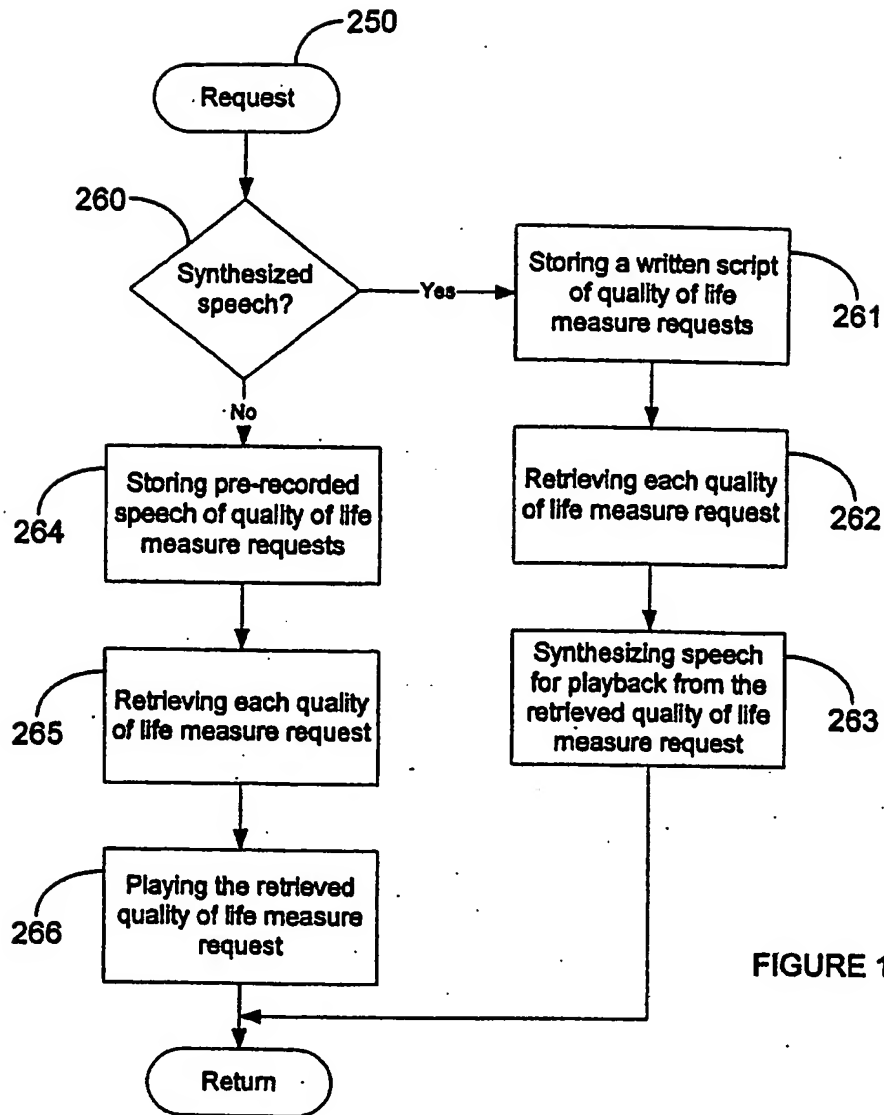 250
Request
260
Synthesized
speech?
Yes
Storing a written script
of quality of life
measure requests
261
No
264
Storing pre-recorded
speech of quality of life
measure requests
Retrieving each quality
of life measure request
262
265
Retrieving each quality
of life measure request
Synthesizing speech
for playback from the
retrieved quality of life
measure request
263
266
Playing the retrieved
quality of life measure
request
FIGURE
Return